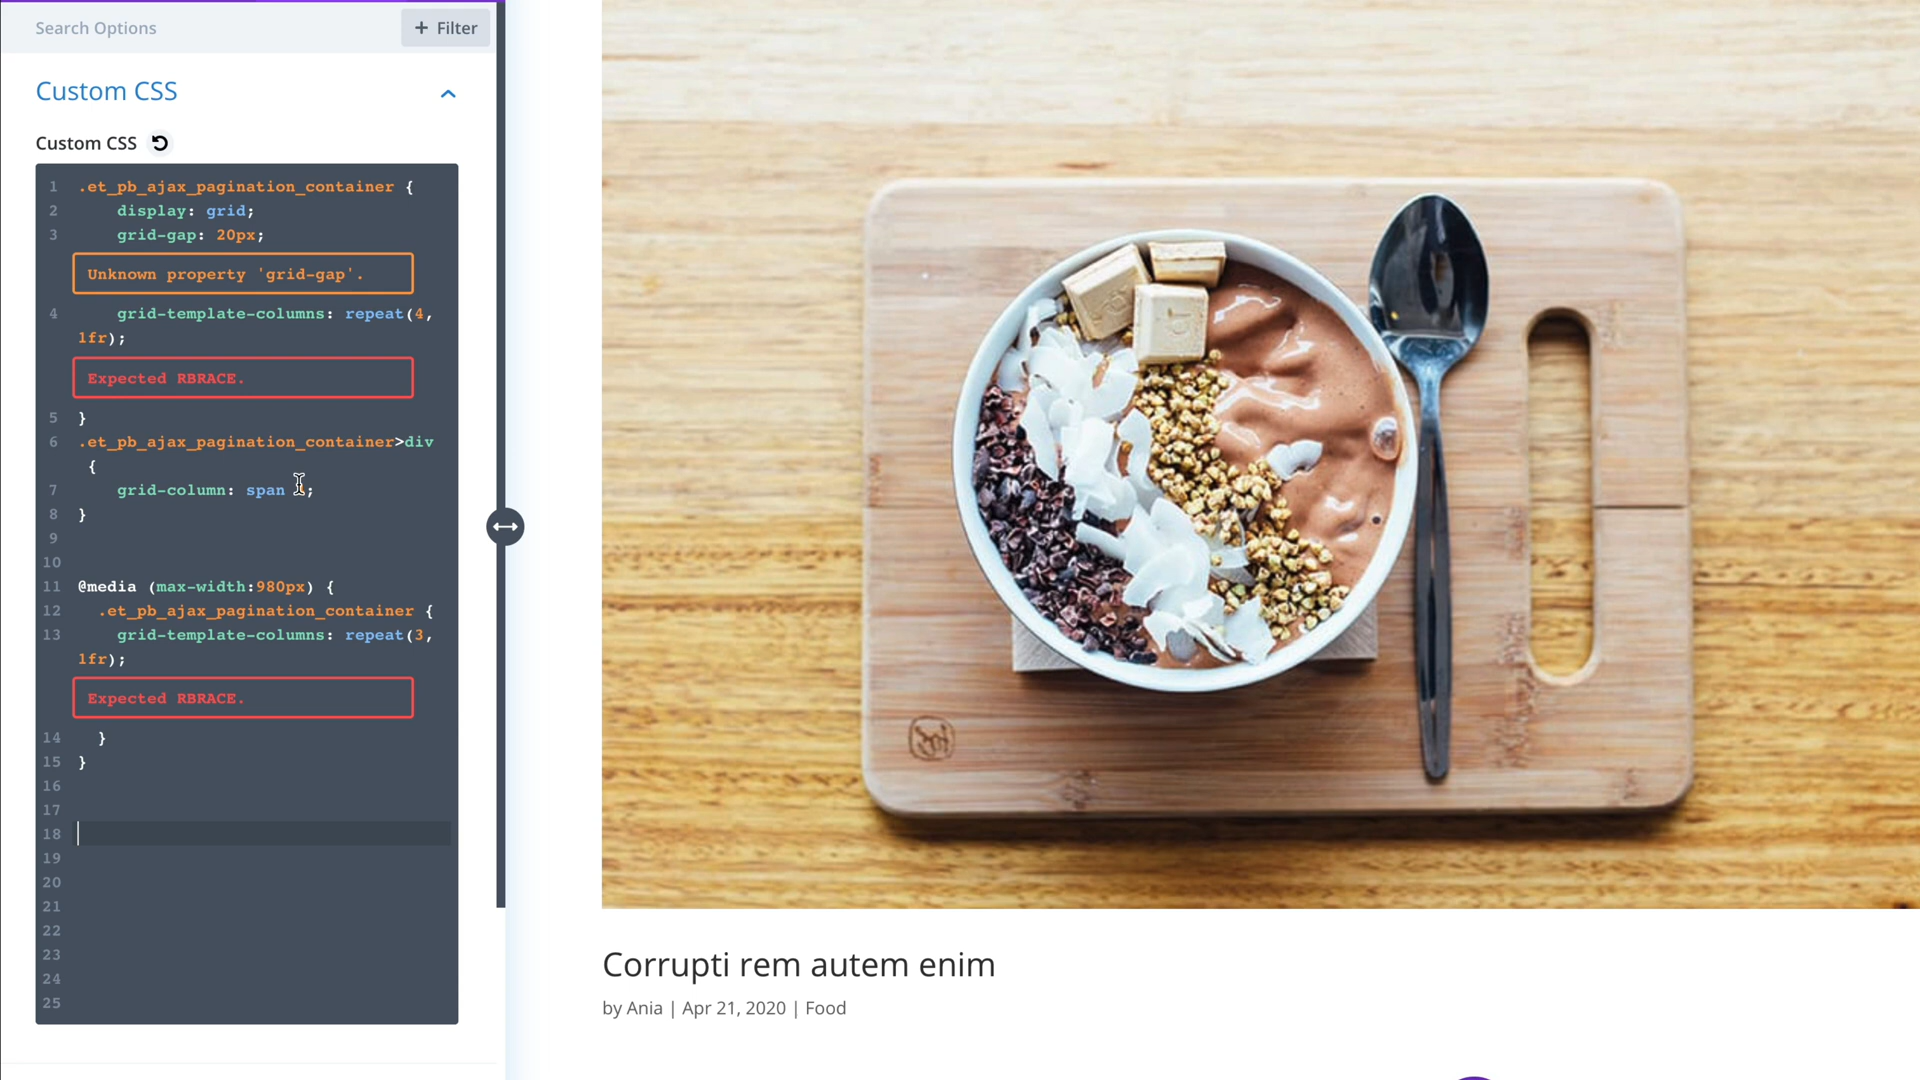 Search Options
+ Filter
Custom CSS
Custom CSS
1 .et_pb_ajax_pagination_container {
2 display: grid;
3 grid-gap: 20px;
Unknown property 'grid-gap'.
4 grid-template-columns: repeat(4,
1fr);
Expected RBRACE.
5 }
6 .et_pb_ajax_pagination_container>div
{
7 grid-column: span ;
8 }
9
10
11 @media (max-width:980px) {
12 .et_pb_ajax_pagination_container {
13 grid-template-columns: repeat(3,
1fr);
Expected RBRACE.
14 }
15 }
16
17
18
19
20
21
22
23
24
25
Corrupti rem autem enim
by Ania | Apr 21, 2020 | Food